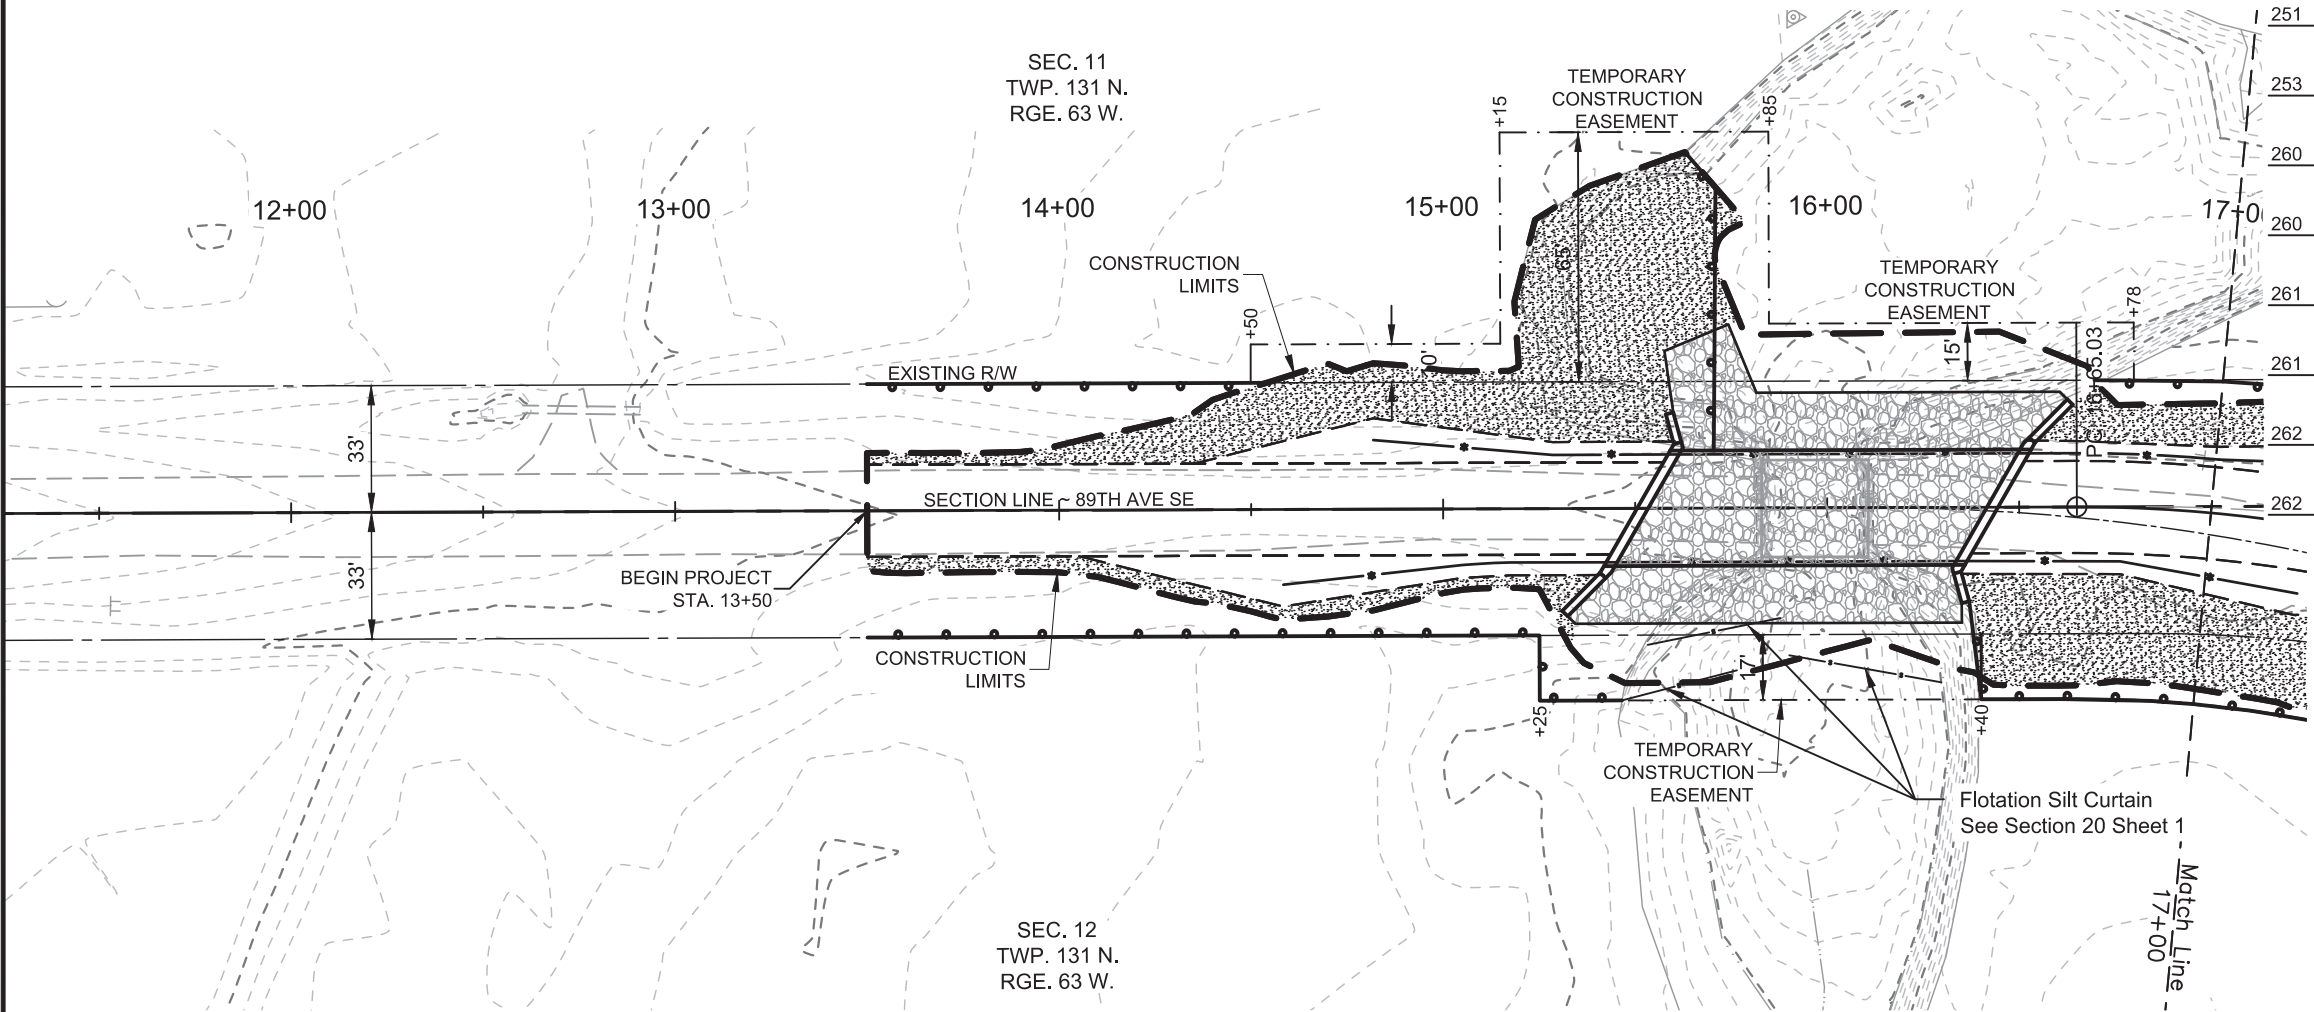 SEC. 11
TWP. 131 N.
RGE. 63 W.
TEMPORARY
CONSTRUCTION
EASEMENT
+15
+85
251
253
260
260
261
261
262
262
12+00
13+00
14+00
15+00
16+00
CONSTRUCTION
LIMITS
65'
TEMPORARY
CONSTRUCTION
EASEMENT
+50
+78
EXISTING R/W
15'
33'
SECTION LINE ~ 89TH AVE SE
BEGIN PROJECT
STA. 13+50
33'
CONSTRUCTION
LIMITS
17'
+25
+40
TEMPORARY
CONSTRUCTION
EASEMENT
Flotation Silt Curtain
See Section 20 Sheet 1
Match Line
17+00
SEC. 12
TWP. 131 N.
RGE. 63 W.